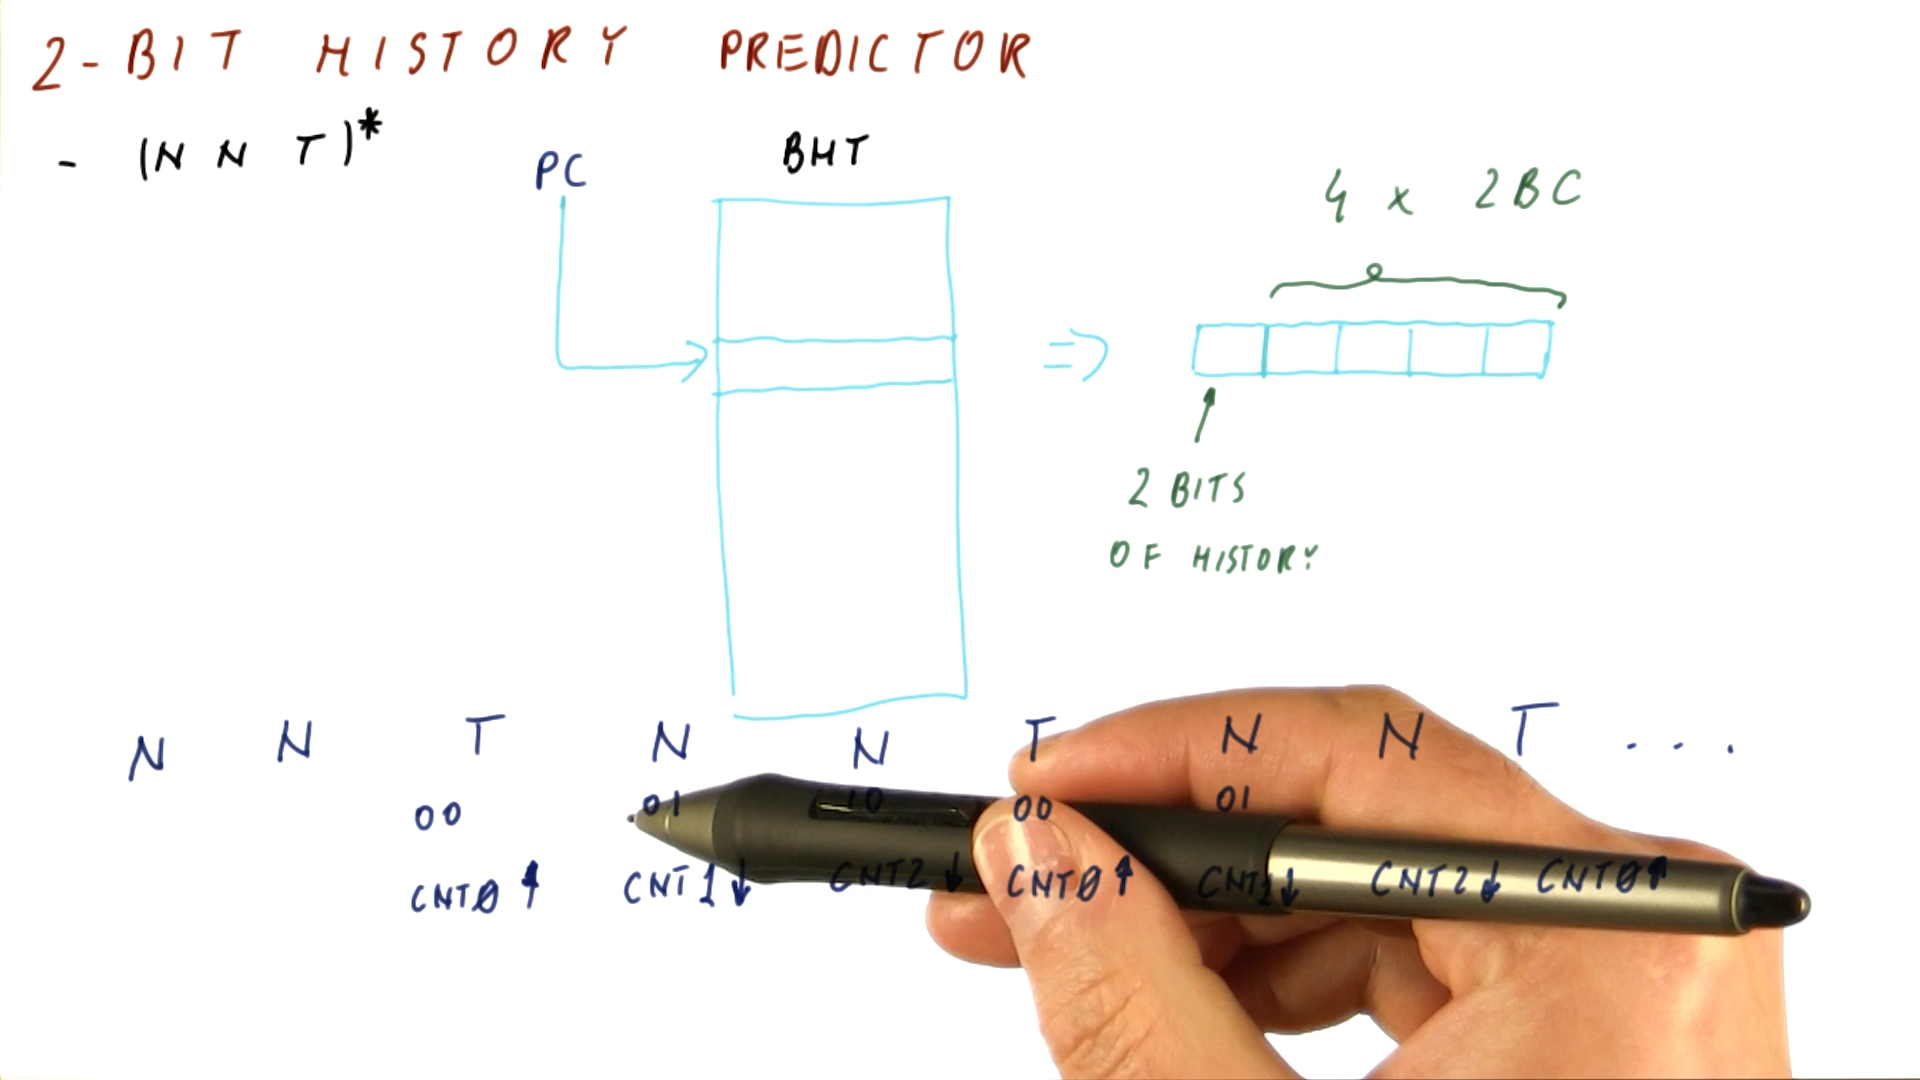 2-BIT HISTORY PREDICTOR
- (N N T)*
PC
BHT
4 x 2BC
2 BITS
OF HISTORY
N N T N N T N N T ...
00 01 10 00 01
CNT0↑ CNT1↓ CNT2↓ CNT0↑ CNT1↓ CNT2↓ CNT0↑